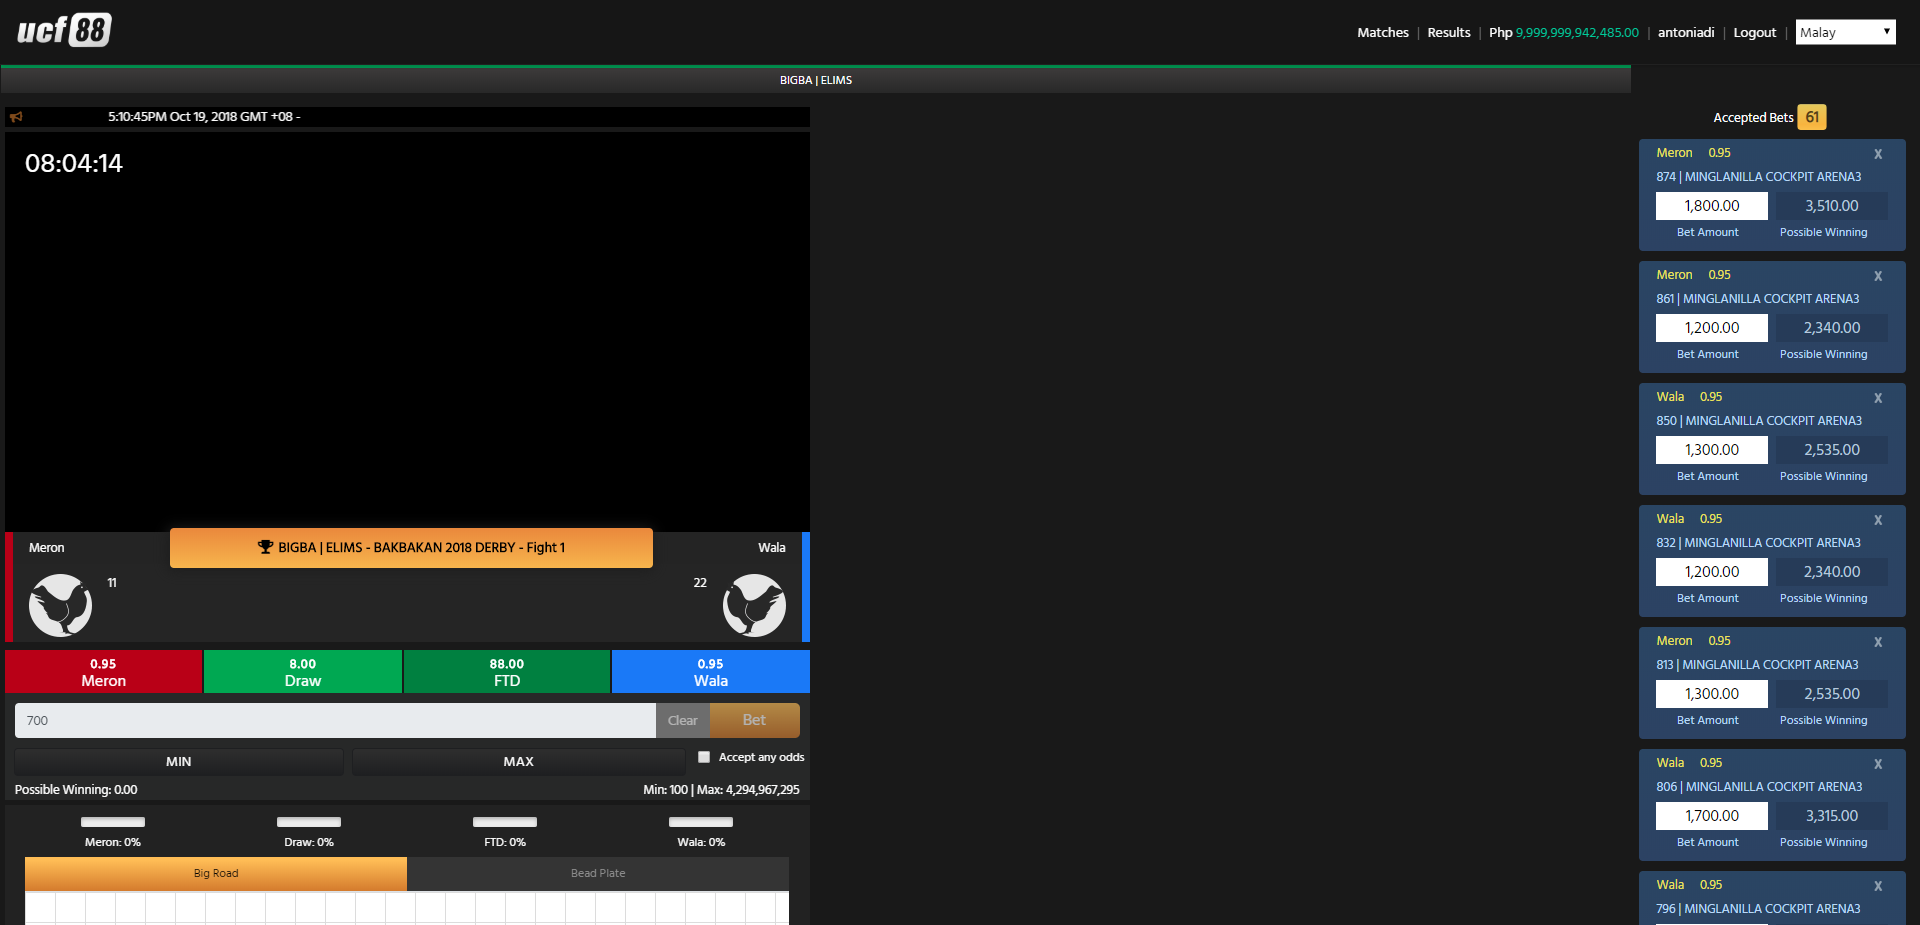 ucf88
Matches | Results | Php 9,999,999,942,485.00 | antoniadi | Logout | Malay
BIGBA | ELIMS
5:10:45PM Oct 19, 2018 GMT +08 -
08:04:14
Meron
BIGBA | ELIMS - BAKBAKAN 2018 DERBY - Fight 1
Wala
11
22
0.95
Meron
8.00
Draw
88.00
FTD
0.95
Wala
700
Clear
Bet
MIN
MAX
Accept any odds
Possible Winning: 0.00
Min: 100 | Max: 4,294,967,295
Meron: 0%
Draw: 0%
FTD: 0%
Wala: 0%
Big Road
Bead Plate
Accepted Bets 61
Meron 0.95 X
874 | MINGLANILLA COCKPIT ARENA3
1,800.00 3,510.00
Bet Amount Possible Winning
Meron 0.95 X
861 | MINGLANILLA COCKPIT ARENA3
1,200.00 2,340.00
Bet Amount Possible Winning
Wala 0.95 X
850 | MINGLANILLA COCKPIT ARENA3
1,300.00 2,535.00
Bet Amount Possible Winning
Wala 0.95 X
832 | MINGLANILLA COCKPIT ARENA3
1,200.00 2,340.00
Bet Amount Possible Winning
Meron 0.95 X
813 | MINGLANILLA COCKPIT ARENA3
1,300.00 2,535.00
Bet Amount Possible Winning
Wala 0.95 X
806 | MINGLANILLA COCKPIT ARENA3
1,700.00 3,315.00
Bet Amount Possible Winning
Wala 0.95 X
796 | MINGLANILLA COCKPIT ARENA3